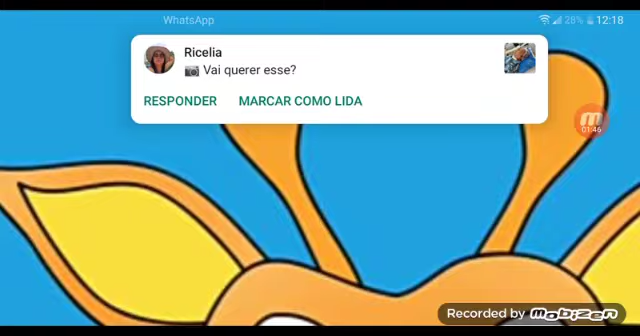 WhatsApp
28% 12:18
Ricelia
Vai querer esse?
RESPONDER MARCAR COMO LIDA
M
01:46
Recorded by Mobizen